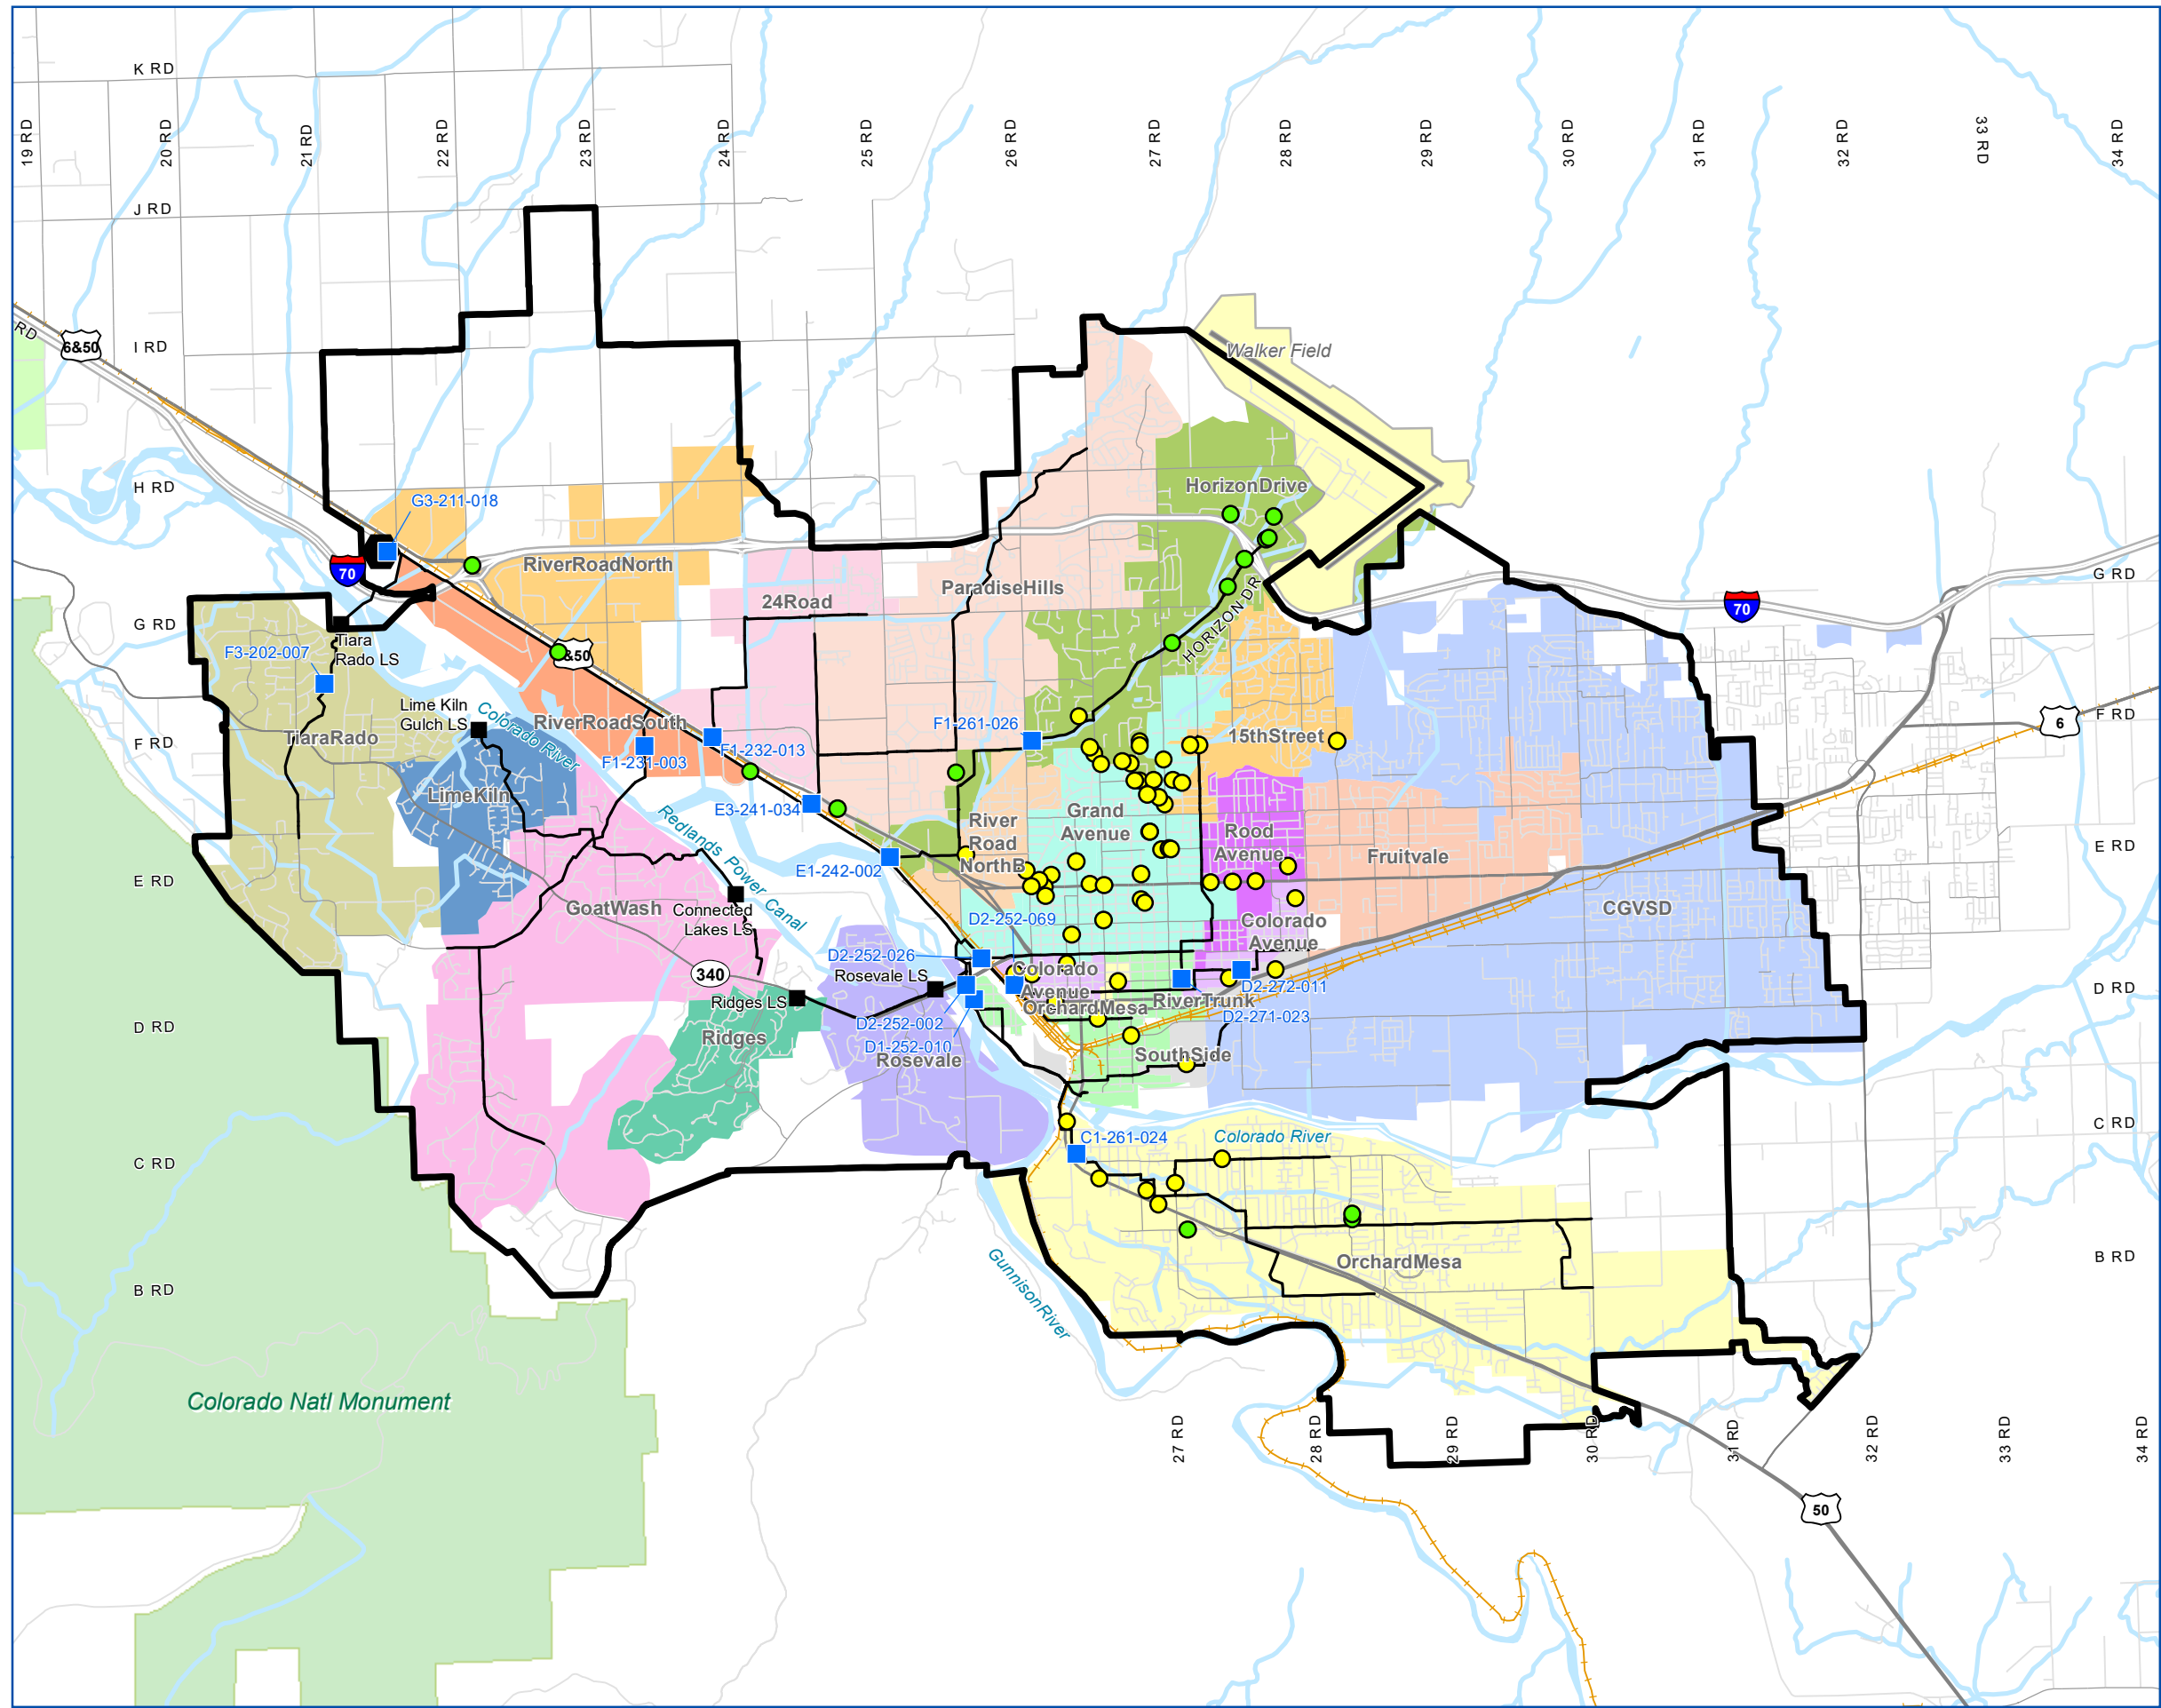 K RD
19 RD
20 RD
21 RD
22 RD
23 RD
24 RD
25 RD
26 RD
27 RD
28 RD
29 RD
30 RD
31 RD
32 RD
33 RD
34 RD
J RD
RD
6&50
I RD
Walker Field
H RD
G3-211-018
HorizonDrive
70
RiverRoadNorth
ParadiseHills
24Road
G RD
70
G RD
HORIZON DR
Tiara
Rado LS
F3-202-007
&50
Lime Kiln
Gulch LS
Colorado River
RiverRoadSouth
F1-261-026
F RD
6
F RD
TiaraRado
F1-232-013
F1-231-003
15thStreet
LimeKiln
E3-241-034
Redlands Power Canal
River
Road
NorthB
Grand
Avenue
Rood
Avenue
Fruitvale
E RD
E RD
E1-242-002
GoatWash
Connected
Lakes LS
D2-252-069
CGVSD
Colorado
Avenue
D2-252-026
Rosevale LS
340
Colorado
Avenue
D RD
D2-272-011
Ridges LS
OrchardMesa
RiverTrunk
D2-271-023
D RD
D2-252-002
D1-252-010
Ridges
Rosevale
SouthSide
C RD
C1-261-024
Colorado River
C RD
B RD
GunnisonRiver
OrchardMesa
B RD
Colorado Natl Monument
27 RD
28 RD
29 RD
30 RD
31 RD
32 RD
33 RD
34 RD
50